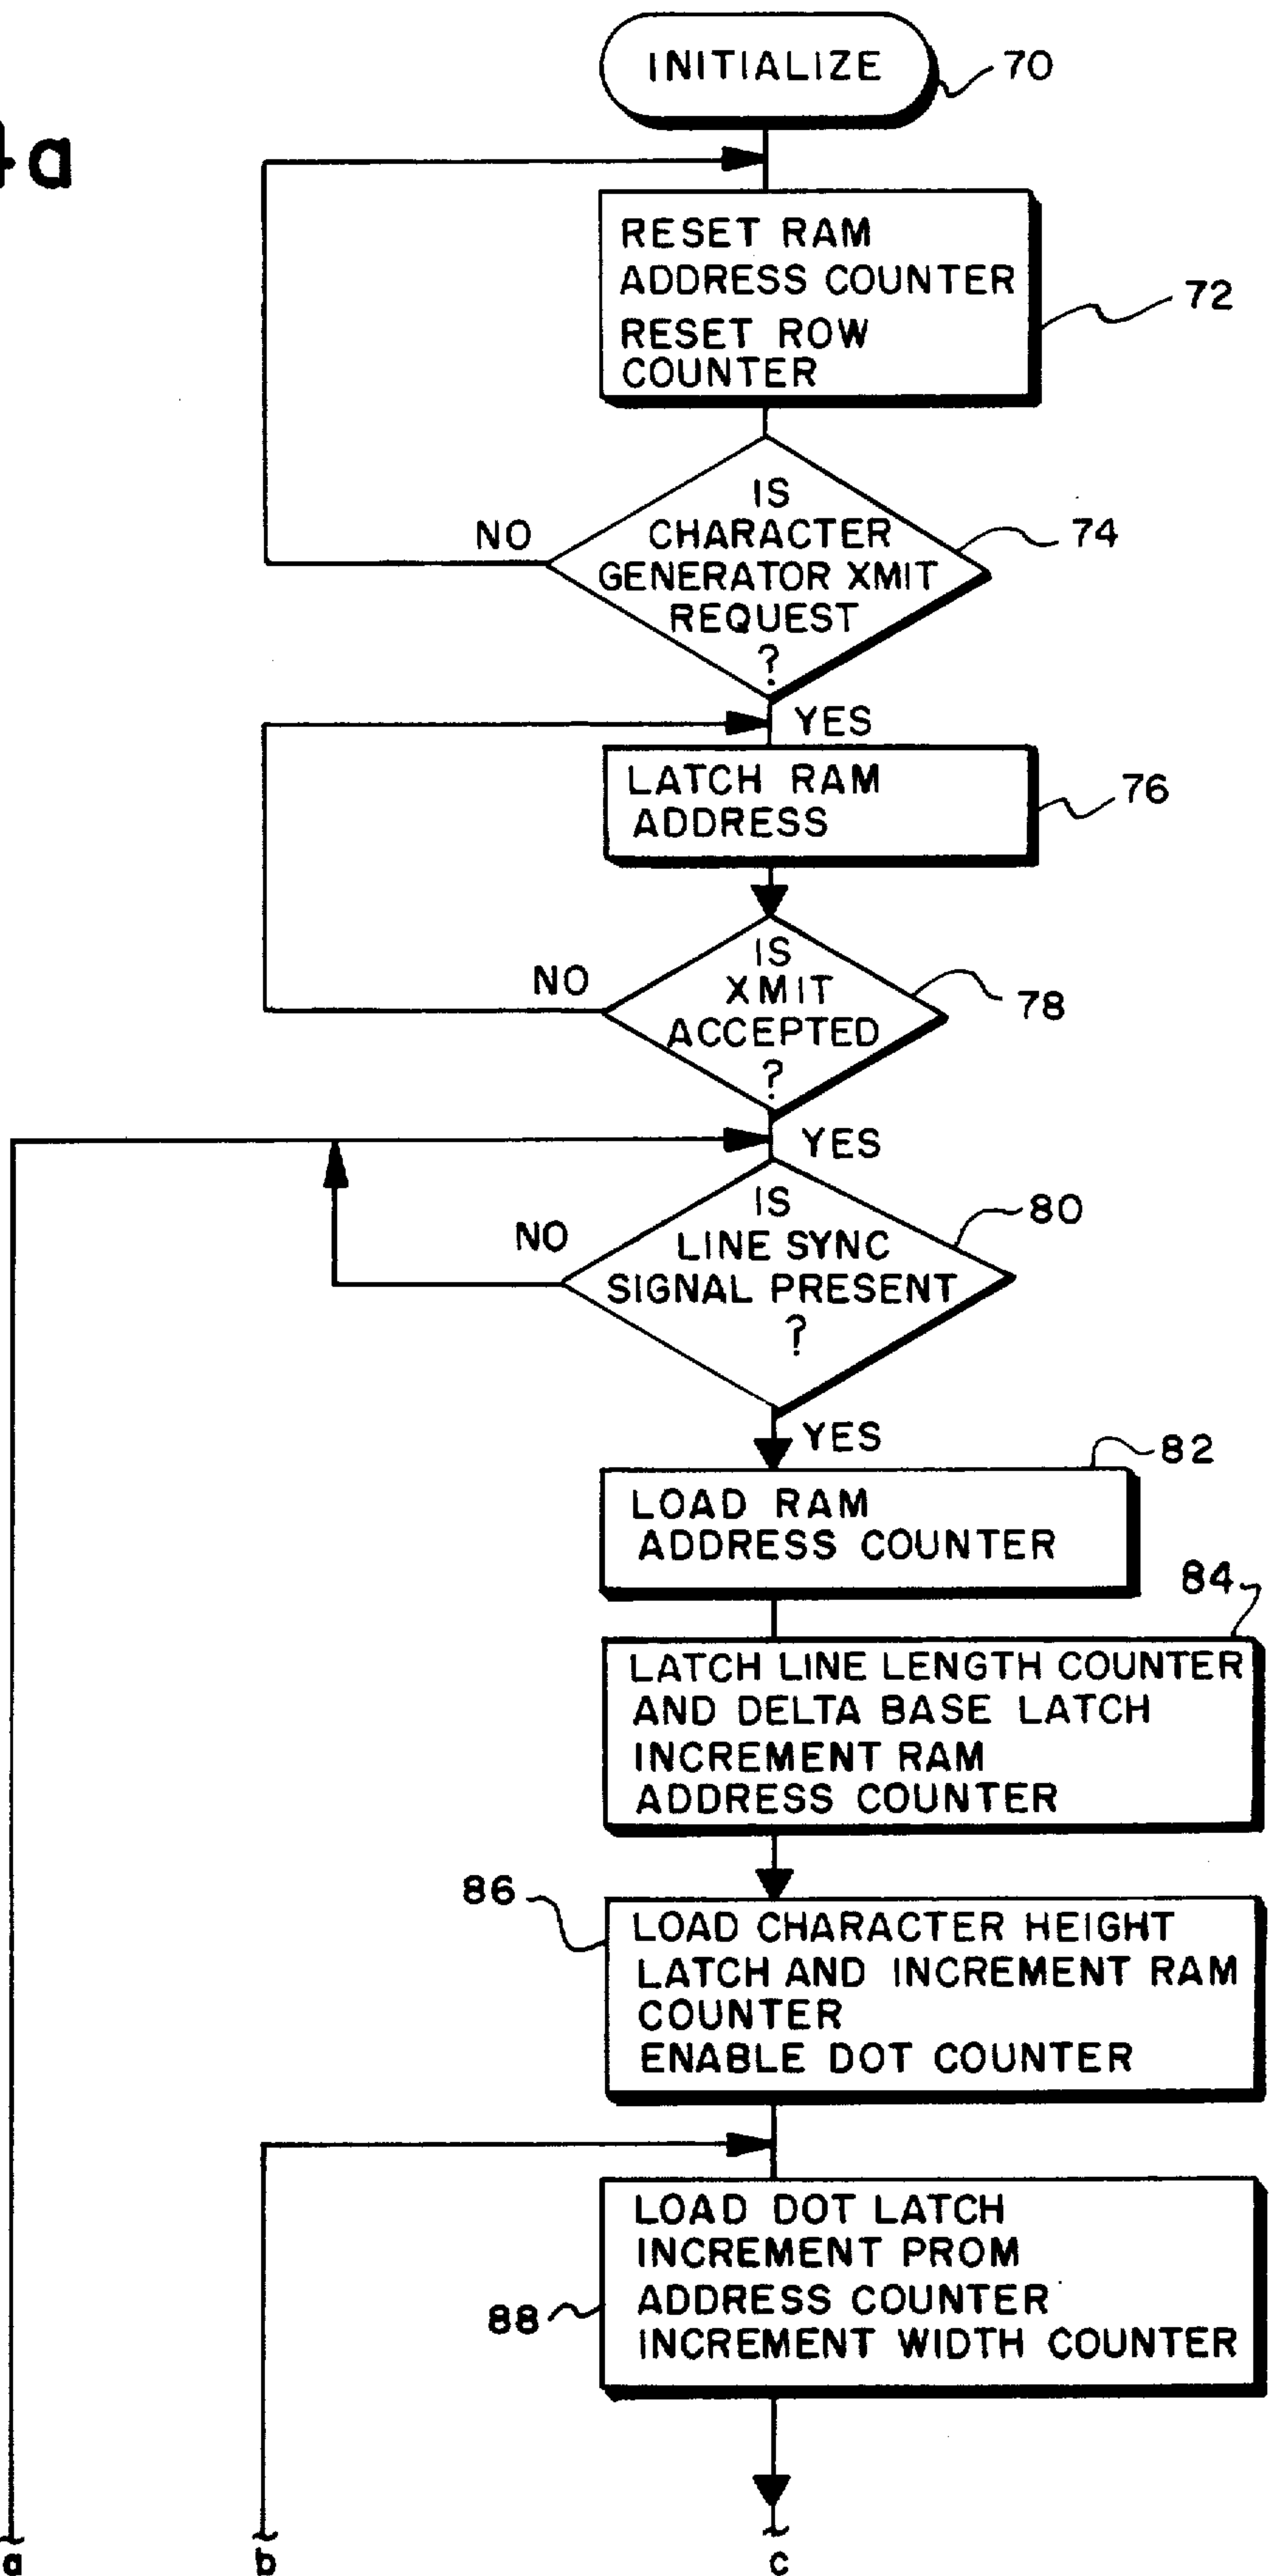 4a
INITIALIZE
70
RESET RAM
ADDRESS COUNTER
RESET ROW
COUNTER
72
IS
CHARACTER
GENERATOR XMIT
REQUEST
?
74
NO
YES
LATCH RAM
ADDRESS
76
IS
XMIT
ACCEPTED
?
78
NO
YES
IS
LINE SYNC
SIGNAL PRESENT
?
80
NO
YES
82
LOAD RAM
ADDRESS COUNTER
84
LATCH LINE LENGTH COUNTER
AND DELTA BASE LATCH
INCREMENT RAM
ADDRESS COUNTER
86
LOAD CHARACTER HEIGHT
LATCH AND INCREMENT RAM
COUNTER
ENABLE DOT COUNTER
LOAD DOT LATCH
INCREMENT PROM
ADDRESS COUNTER
INCREMENT WIDTH COUNTER
88
a
b
c